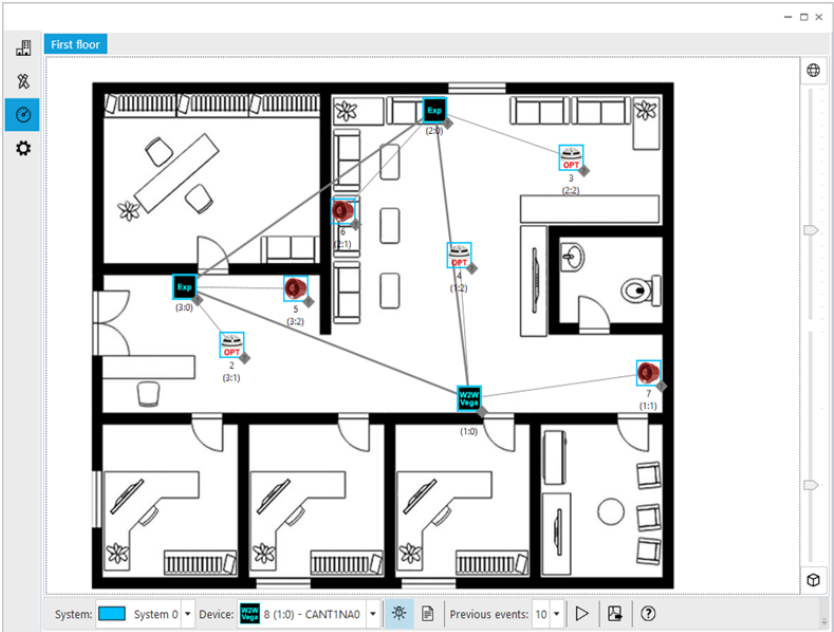 First floor
Exp
(2:0)
OPT
3
(2:2)
6
(2:1)
OPT
4
(1:2)
Exp
(3:0)
5
(3:2)
OPT
2
(3:1)
7
(1:1)
W2W
Vega
(1:0)
System: System 0 Device: W2W Vega 8 (1:0) - CANT1NA0 Previous events: 10